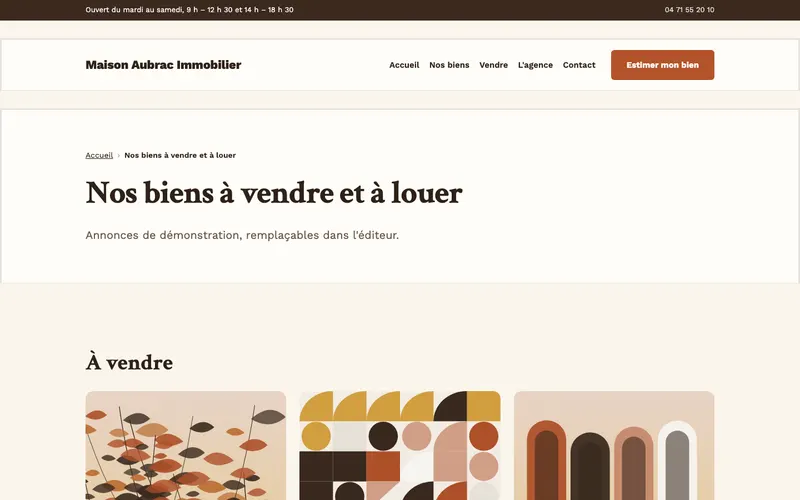 Ouvert du mardi au samedi, 9 h – 12 h 30 et 14 h – 18 h 30
04 71 55 20 10
Maison Aubrac Immobilier
Accueil
Nos biens
Vendre
L'agence
Contact
Estimer mon bien
Accueil › Nos biens à vendre et à louer
Nos biens à vendre et à louer
Annonces de démonstration, remplaçables dans l'éditeur.
À vendre